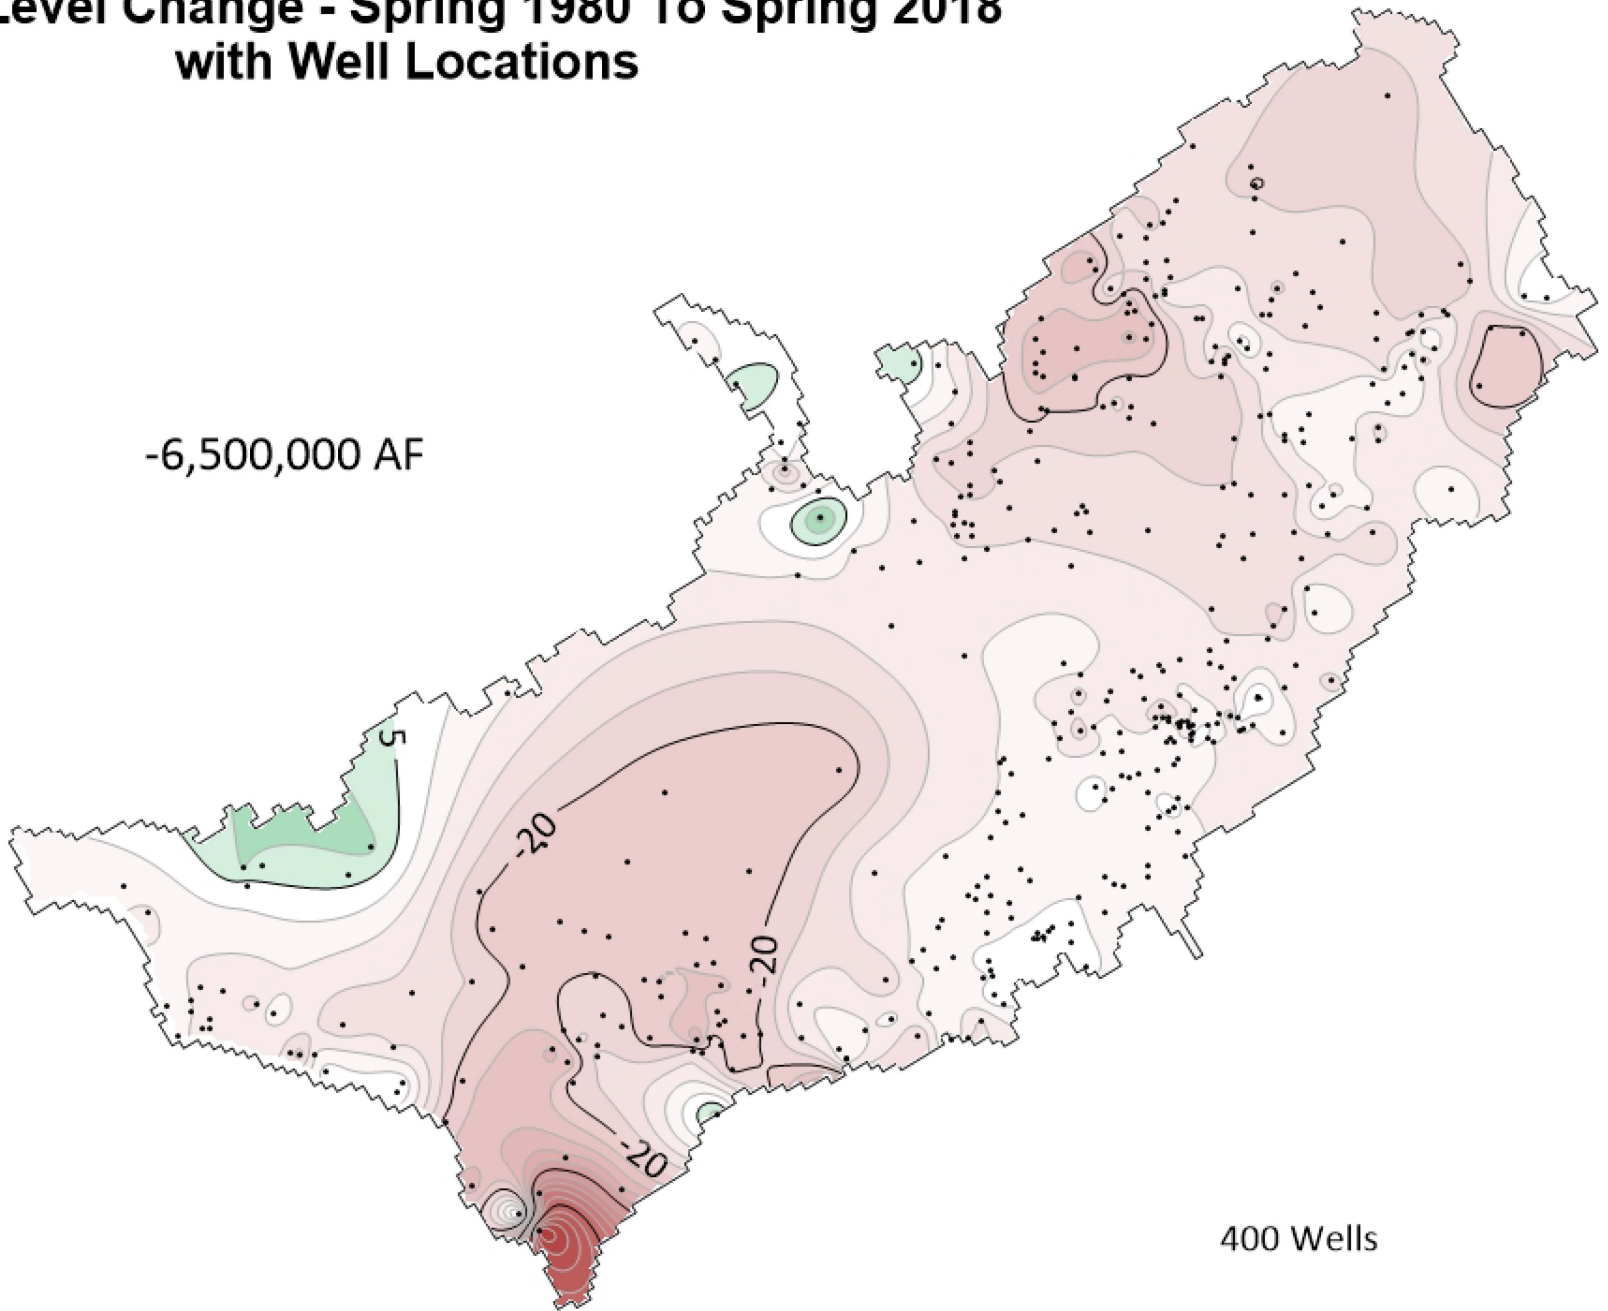 Level Change - Spring 1980 To Spring 2018
with Well Locations
-6,500,000 AF
5
-20
-20
-20
400 Wells